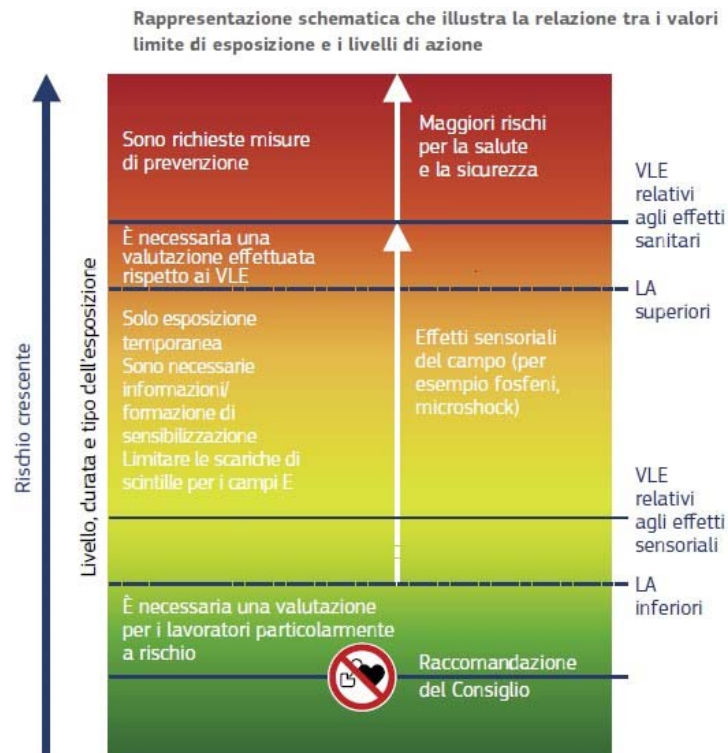 Rappresentazione schematica che illustra la relazione tra i valori
limite di esposizione e i livelli di azione
Rischio crescente
Livello, durata e tipo dell'esposizione
Sono richieste misure
di prevenzione
Maggiori rischi
per la salute
e la sicurezza
VLE
relativi
agli effetti
sanitari
È necessaria una
valutazione effettuata
rispetto ai VLE
LA
superiori
Solo esposizione
temporanea
Sono necessarie
informazioni/
formazione di
sensibilizzazione
Limitare le scariche di
scintille per i campi E
Effetti sensoriali
del campo (per
esempio fosfeni,
microshock)
VLE
relativi
agli effetti
sensoriali
LA
inferiori
È necessaria una valutazione
per i lavoratori particolarmente
a rischio
Raccomandazione
del Consiglio